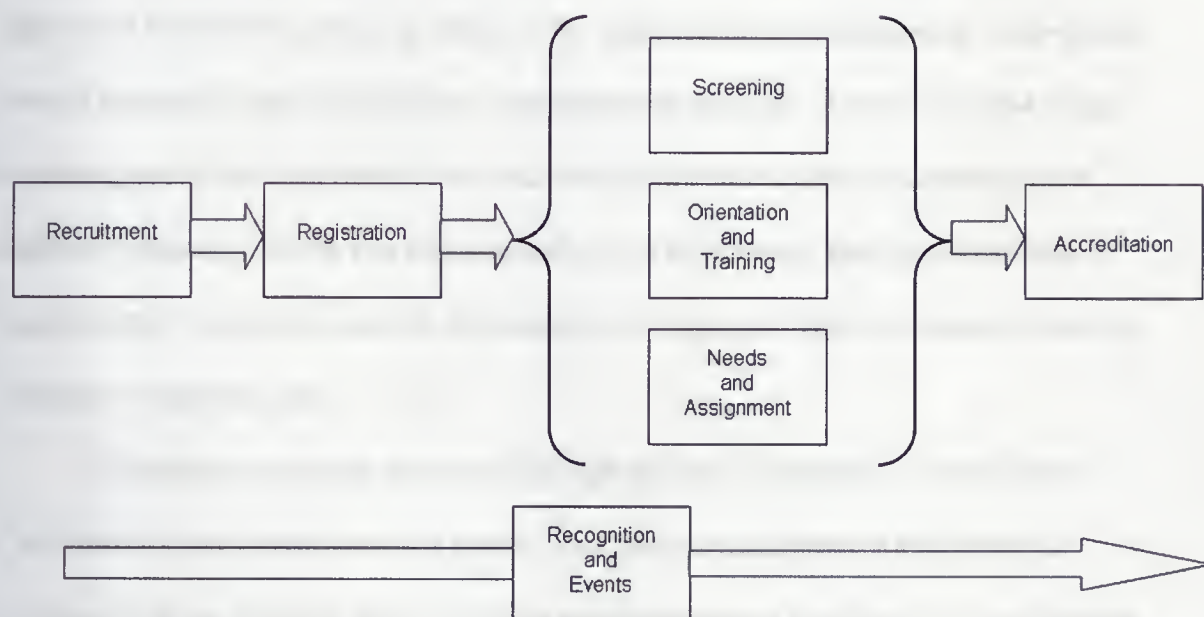 Screening
Recruitment
Registration
Orientation
and
Training
Accreditation
Needs
and
Assignment
Recognition
and
Events